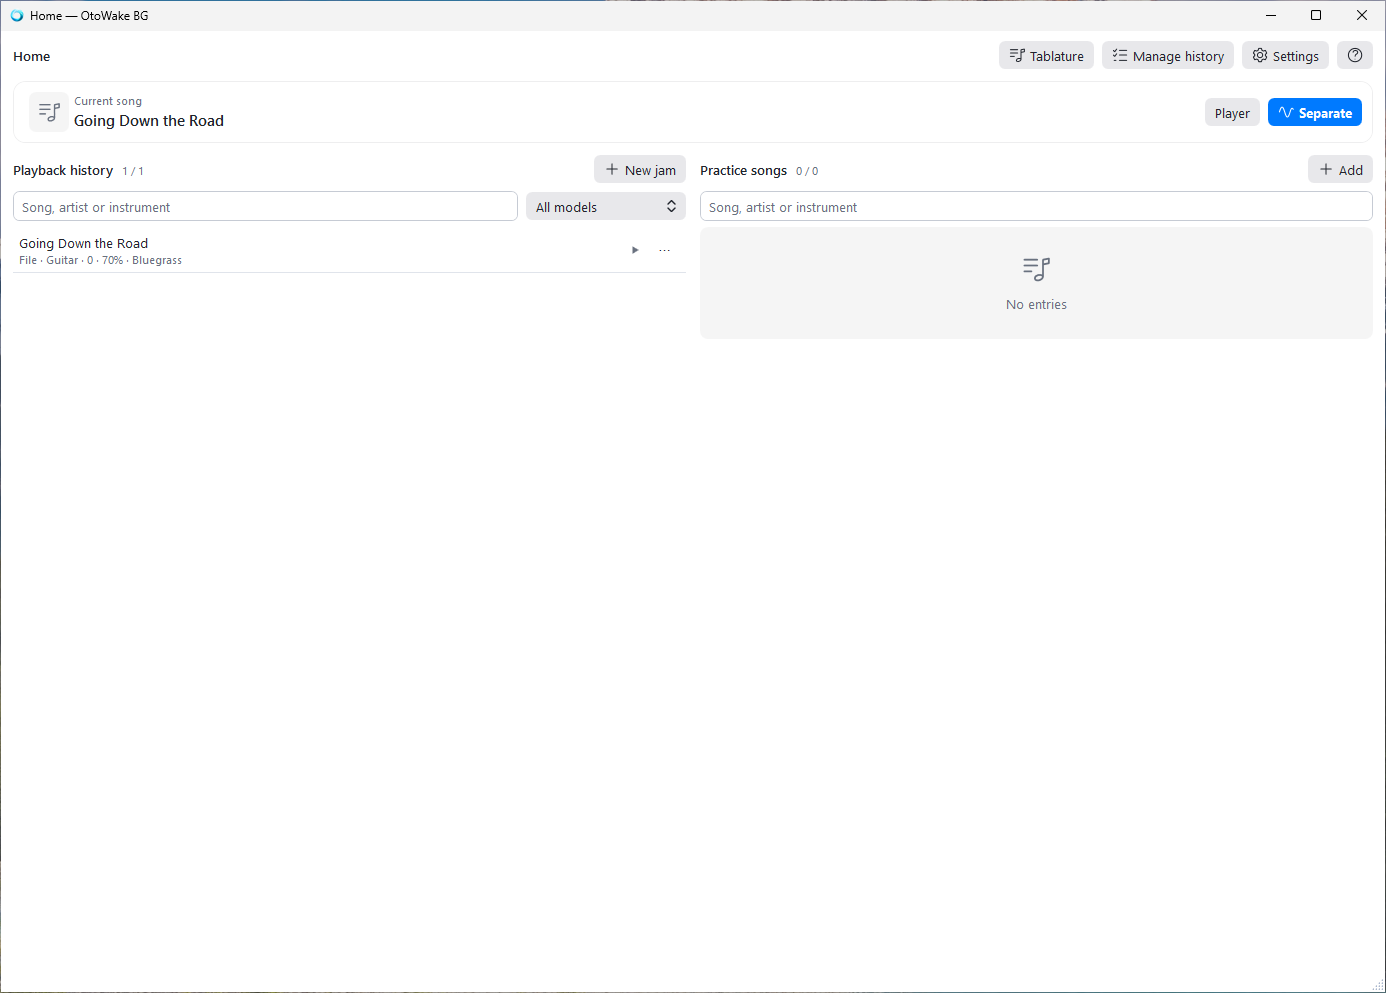 Home — OtoWake BG
Home
Tablature
Manage history
Settings
Current song
Going Down the Road
Player
Separate
Playback history 1 / 1
New jam
Practice songs 0 / 0
Add
Song, artist or instrument
All models
Song, artist or instrument
Going Down the Road
File · Guitar · 0 · 70% · Bluegrass
No entries